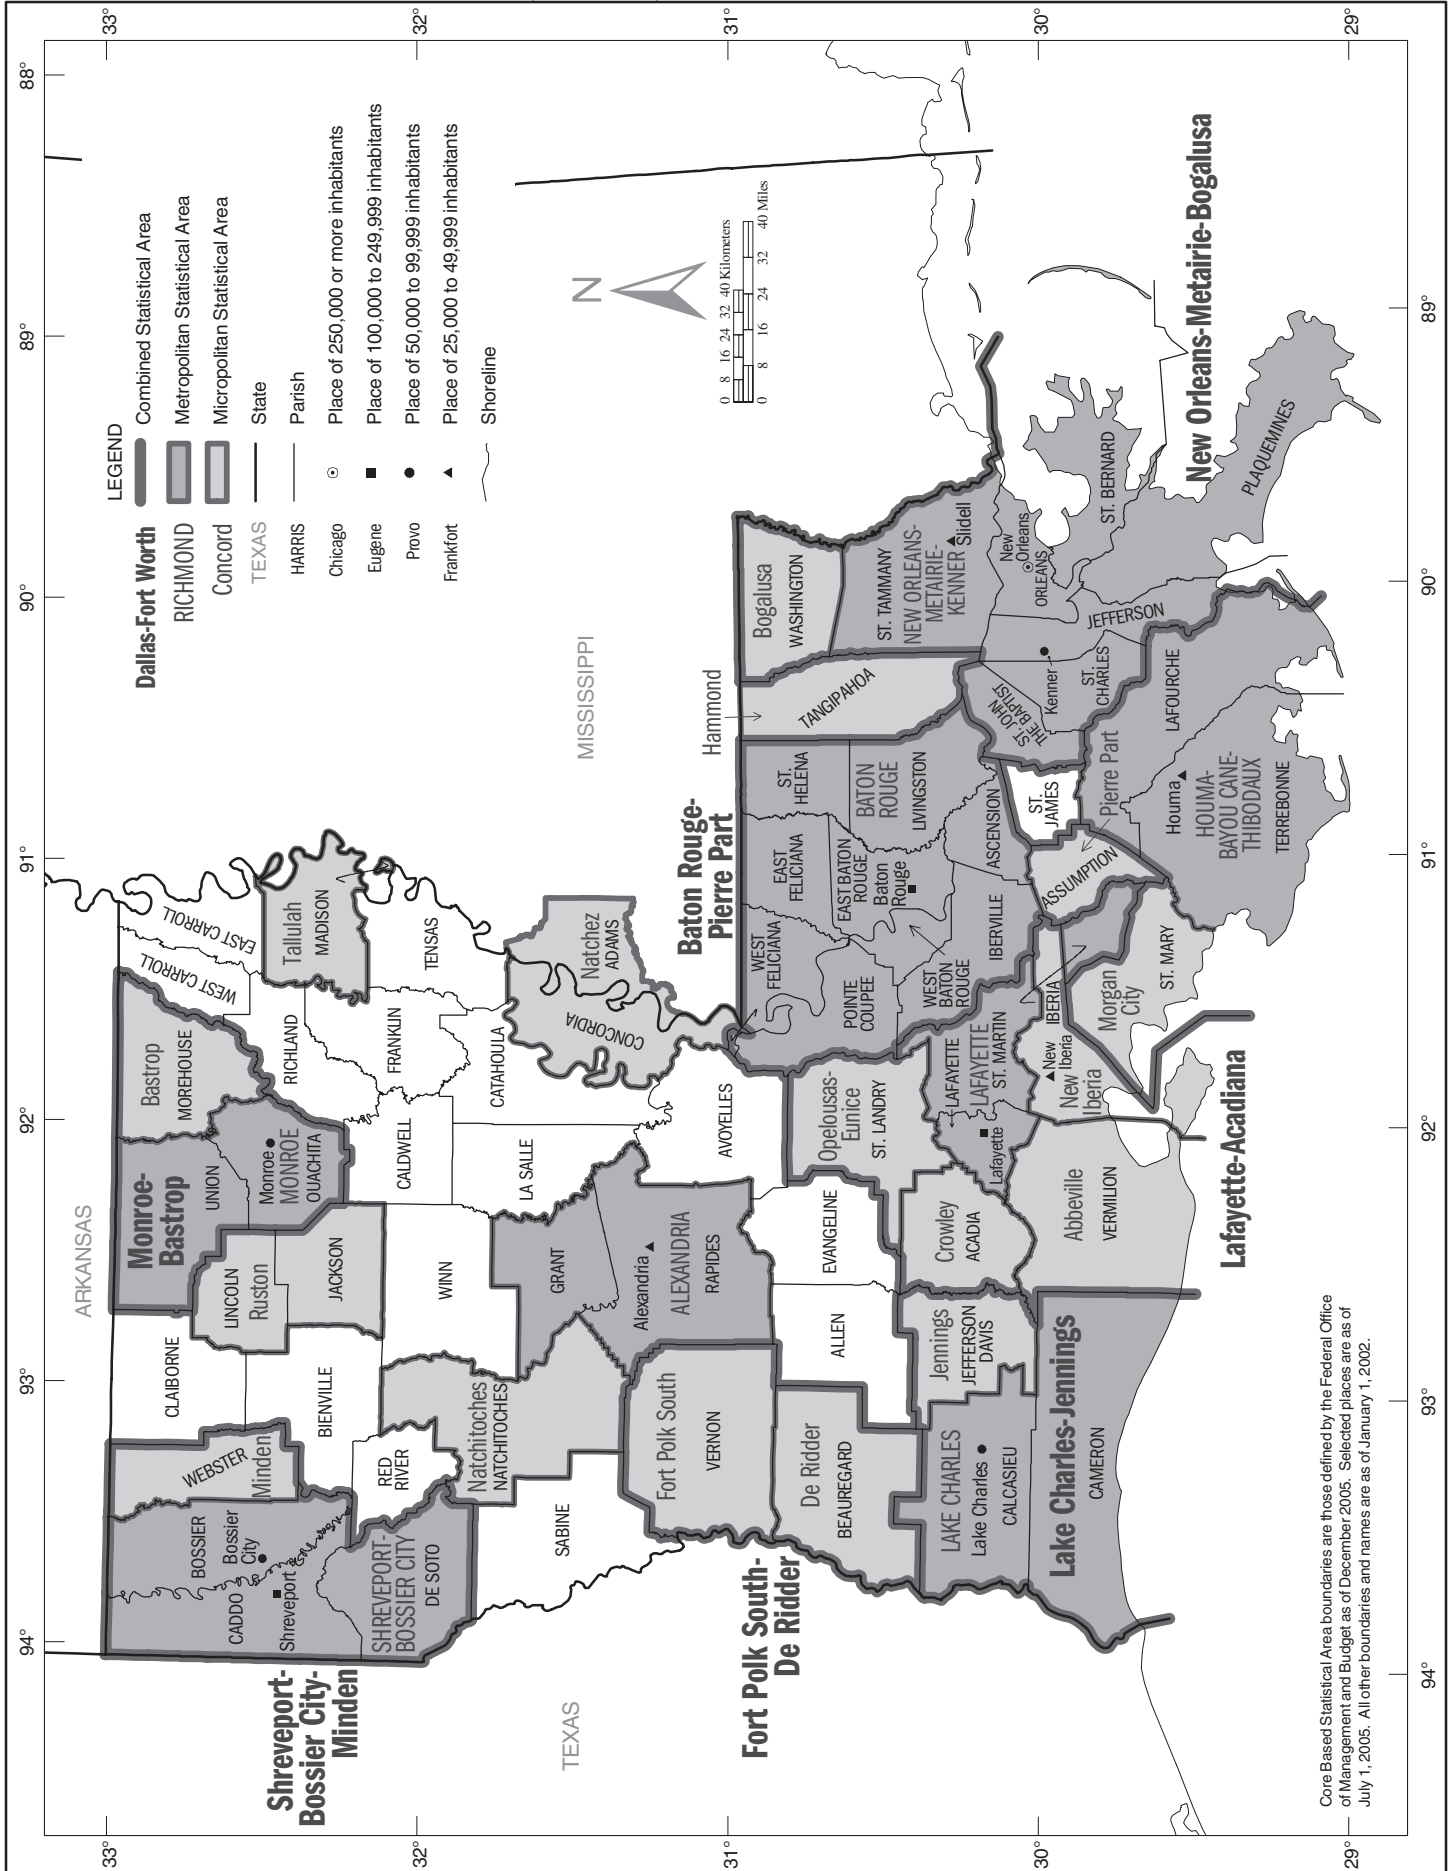 88°
89°
90°
91°
92°
93°
94°
33°
32°
31°
30°
29°
33°
32°
31°
30°
29°
88°
89°
90°
91°
92°
93°
94°
LEGEND
Dallas-Fort Worth
Combined Statistical Area
RICHMOND
Metropolitan Statistical Area
Concord
Micropolitan Statistical Area
TEXAS
State
HARRIS
Parish
Chicago
Place of 250,000 or more inhabitants
Eugene
Place of 100,000 to 249,999 inhabitants
Provo
Place of 50,000 to 99,999 inhabitants
Frankfort
Place of 25,000 to 49,999 inhabitants
Shoreline
N
0 8 16 24 32 40 Kilometers
0 8 16 24 32 40 Miles
ARKANSAS
MISSISSIPPI
TEXAS
Shreveport-
Bossier City-
Minden
CADDO
BOSSIER
Bossier
City
Shreveport
SHREVEPORT-
BOSSIER CITY
DE SOTO
WEBSTER
Minden
CLAIBORNE
BIENVILLE
RED
RIVER
Monroe-
Bastrop
UNION
Monroe
MONROE
OUACHITA
Bastrop
MOREHOUSE
LINCOLN
Ruston
JACKSON
WEST CARROLL
EAST CARROLL
RICHLAND
Tallulah
MADISON
FRANKLIN
TENSAS
CALDWELL
CATAHOULA
WINN
LA SALLE
Natchitoches
NATCHITOCHES
SABINE
GRANT
Alexandria
ALEXANDRIA
RAPIDES
Natchez
ADAMS
CONCORDIA
AVOYELLES
Fort Polk South
VERNON
Fort Polk South-
De Ridder
De Ridder
BEAUREGARD
ALLEN
EVANGELINE
Opelousas-
Eunice
ST. LANDRY
Baton Rouge-
Pierre Part
WEST
FELICIANA
EAST
FELICIANA
ST.
HELENA
POINTE
COUPEE
EAST BATON
ROUGE
Baton
Rouge
BATON
ROUGE
LIVINGSTON
WEST
BATON
ROUGE
IBERVILLE
ASCENSION
Hammond
TANGIPAHOA
Bogalusa
WASHINGTON
ST. TAMMANY
NEW ORLEANS-
METAIRIE-
KENNER
Slidell
New
Orleans
ORLEANS
ST. BERNARD
PLAQUEMINES
JEFFERSON
Kenner
ST.
CHARLES
ST. JOHN
THE BAPTIST
ST.
JAMES
Pierre Part
ASSUMPTION
LAFOURCHE
Houma
HOUMA-
BAYOU CANE-
THIBODAUX
TERREBONNE
New Orleans-Metairie-Bogalusa
LAKE CHARLES
Lake Charles
CALCASIEU
Jennings
JEFFERSON
DAVIS
CAMERON
Lake Charles-Jennings
Crowley
ACADIA
Abbeville
VERMILION
LAFAYETTE
Lafayette
LAFAYETTE
ST. MARTIN
IBERIA
New
Iberia
New
Iberia
Morgan
City
ST. MARY
Lafayette-Acadiana
Core Based Statistical Area boundaries are those defined by the Federal Office
of Management and Budget as of December 2005. Selected places are as of
July 1, 2005. All other boundaries and names are as of January 1, 2002.